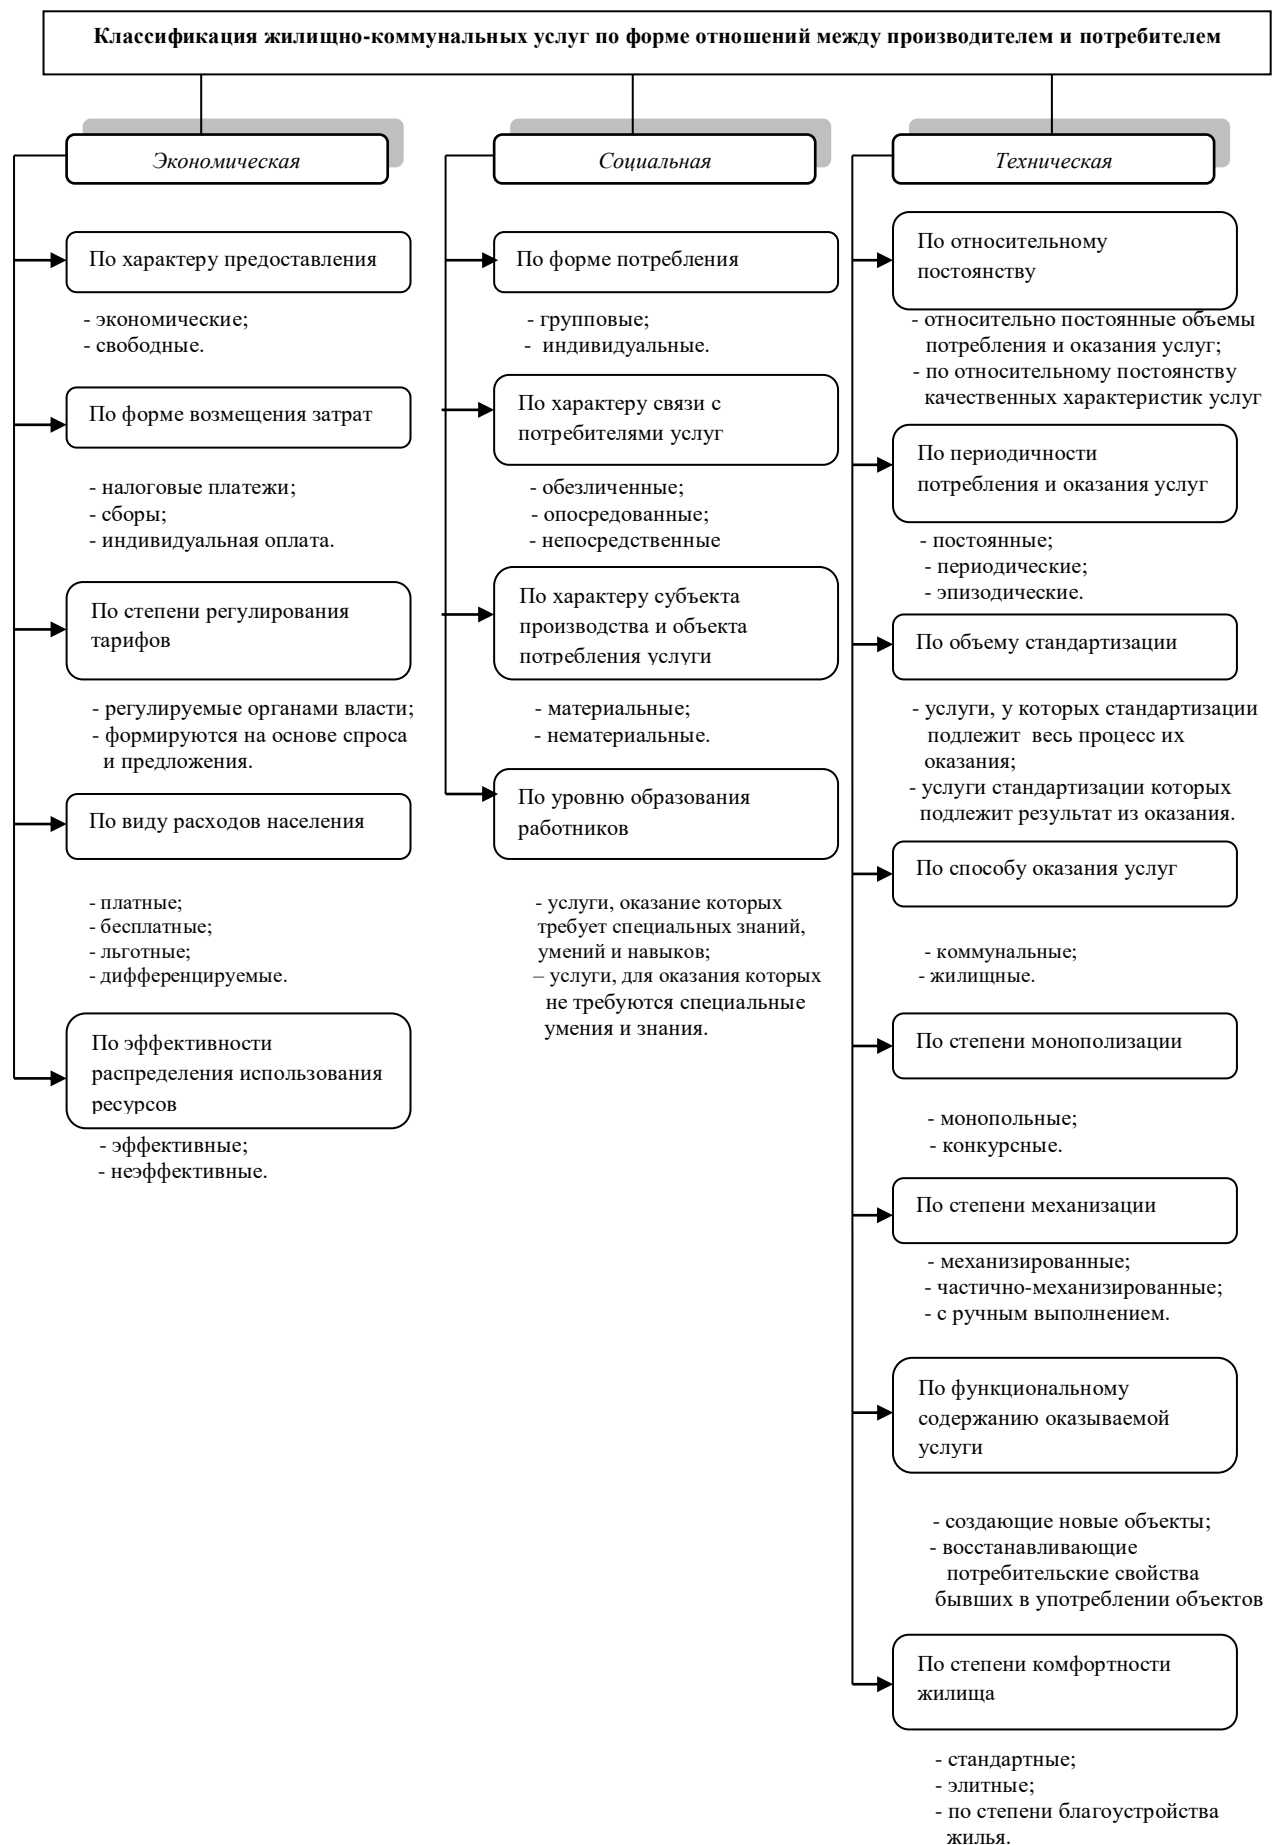 Классификация жилищно-коммунальных услуг по форме отношений между производителем и потребителем
Экономическая
По характеру предоставления
- экономические;
- свободные.
По форме возмещения затрат
- налоговые платежи;
- сборы;
- индивидуальная оплата.
По степени регулирования
тарифов
- регулируемые органами власти;
- формируются на основе спроса
и предложения.
По виду расходов населения
- платные;
- бесплатные;
- льготные;
- дифференцируемые.
По эффективности
распределения использования
ресурсов
- эффективные;
- неэффективные.
Социальная
По форме потребления
- групповые;
- индивидуальные.
По характеру связи с
потребителями услуг
- обезличенные;
- опосредованные;
- непосредственные
По характеру субъекта
производства и объекта
потребления услуги
- материальные;
- нематериальные.
По уровню образования
работников
- услуги, оказание которых
требует специальных знаний,
умений и навыков;
– услуги, для оказания которых
не требуются специальные
умения и знания.
Техническая
По относительному
постоянству
- относительно постоянные объемы
потребления и оказания услуг;
- по относительному постоянству
качественных характеристик услуг
По периодичности
потребления и оказания услуг
- постоянные;
- периодические;
- эпизодические.
По объему стандартизации
- услуги, у которых стандартизации
подлежит весь процесс их
оказания;
- услуги стандартизации которых
подлежит результат из оказания.
По способу оказания услуг
- коммунальные;
- жилищные.
По степени монополизации
- монопольные;
- конкурсные.
По степени механизации
- механизированные;
- частично-механизированные;
- с ручным выполнением.
По функциональному
содержанию оказываемой
услуги
- создающие новые объекты;
- восстанавливающие
потребительские свойства
бывших в употреблении объектов
По степени комфортности
жилища
- стандартные;
- элитные;
- по степени благоустройства
жилья.